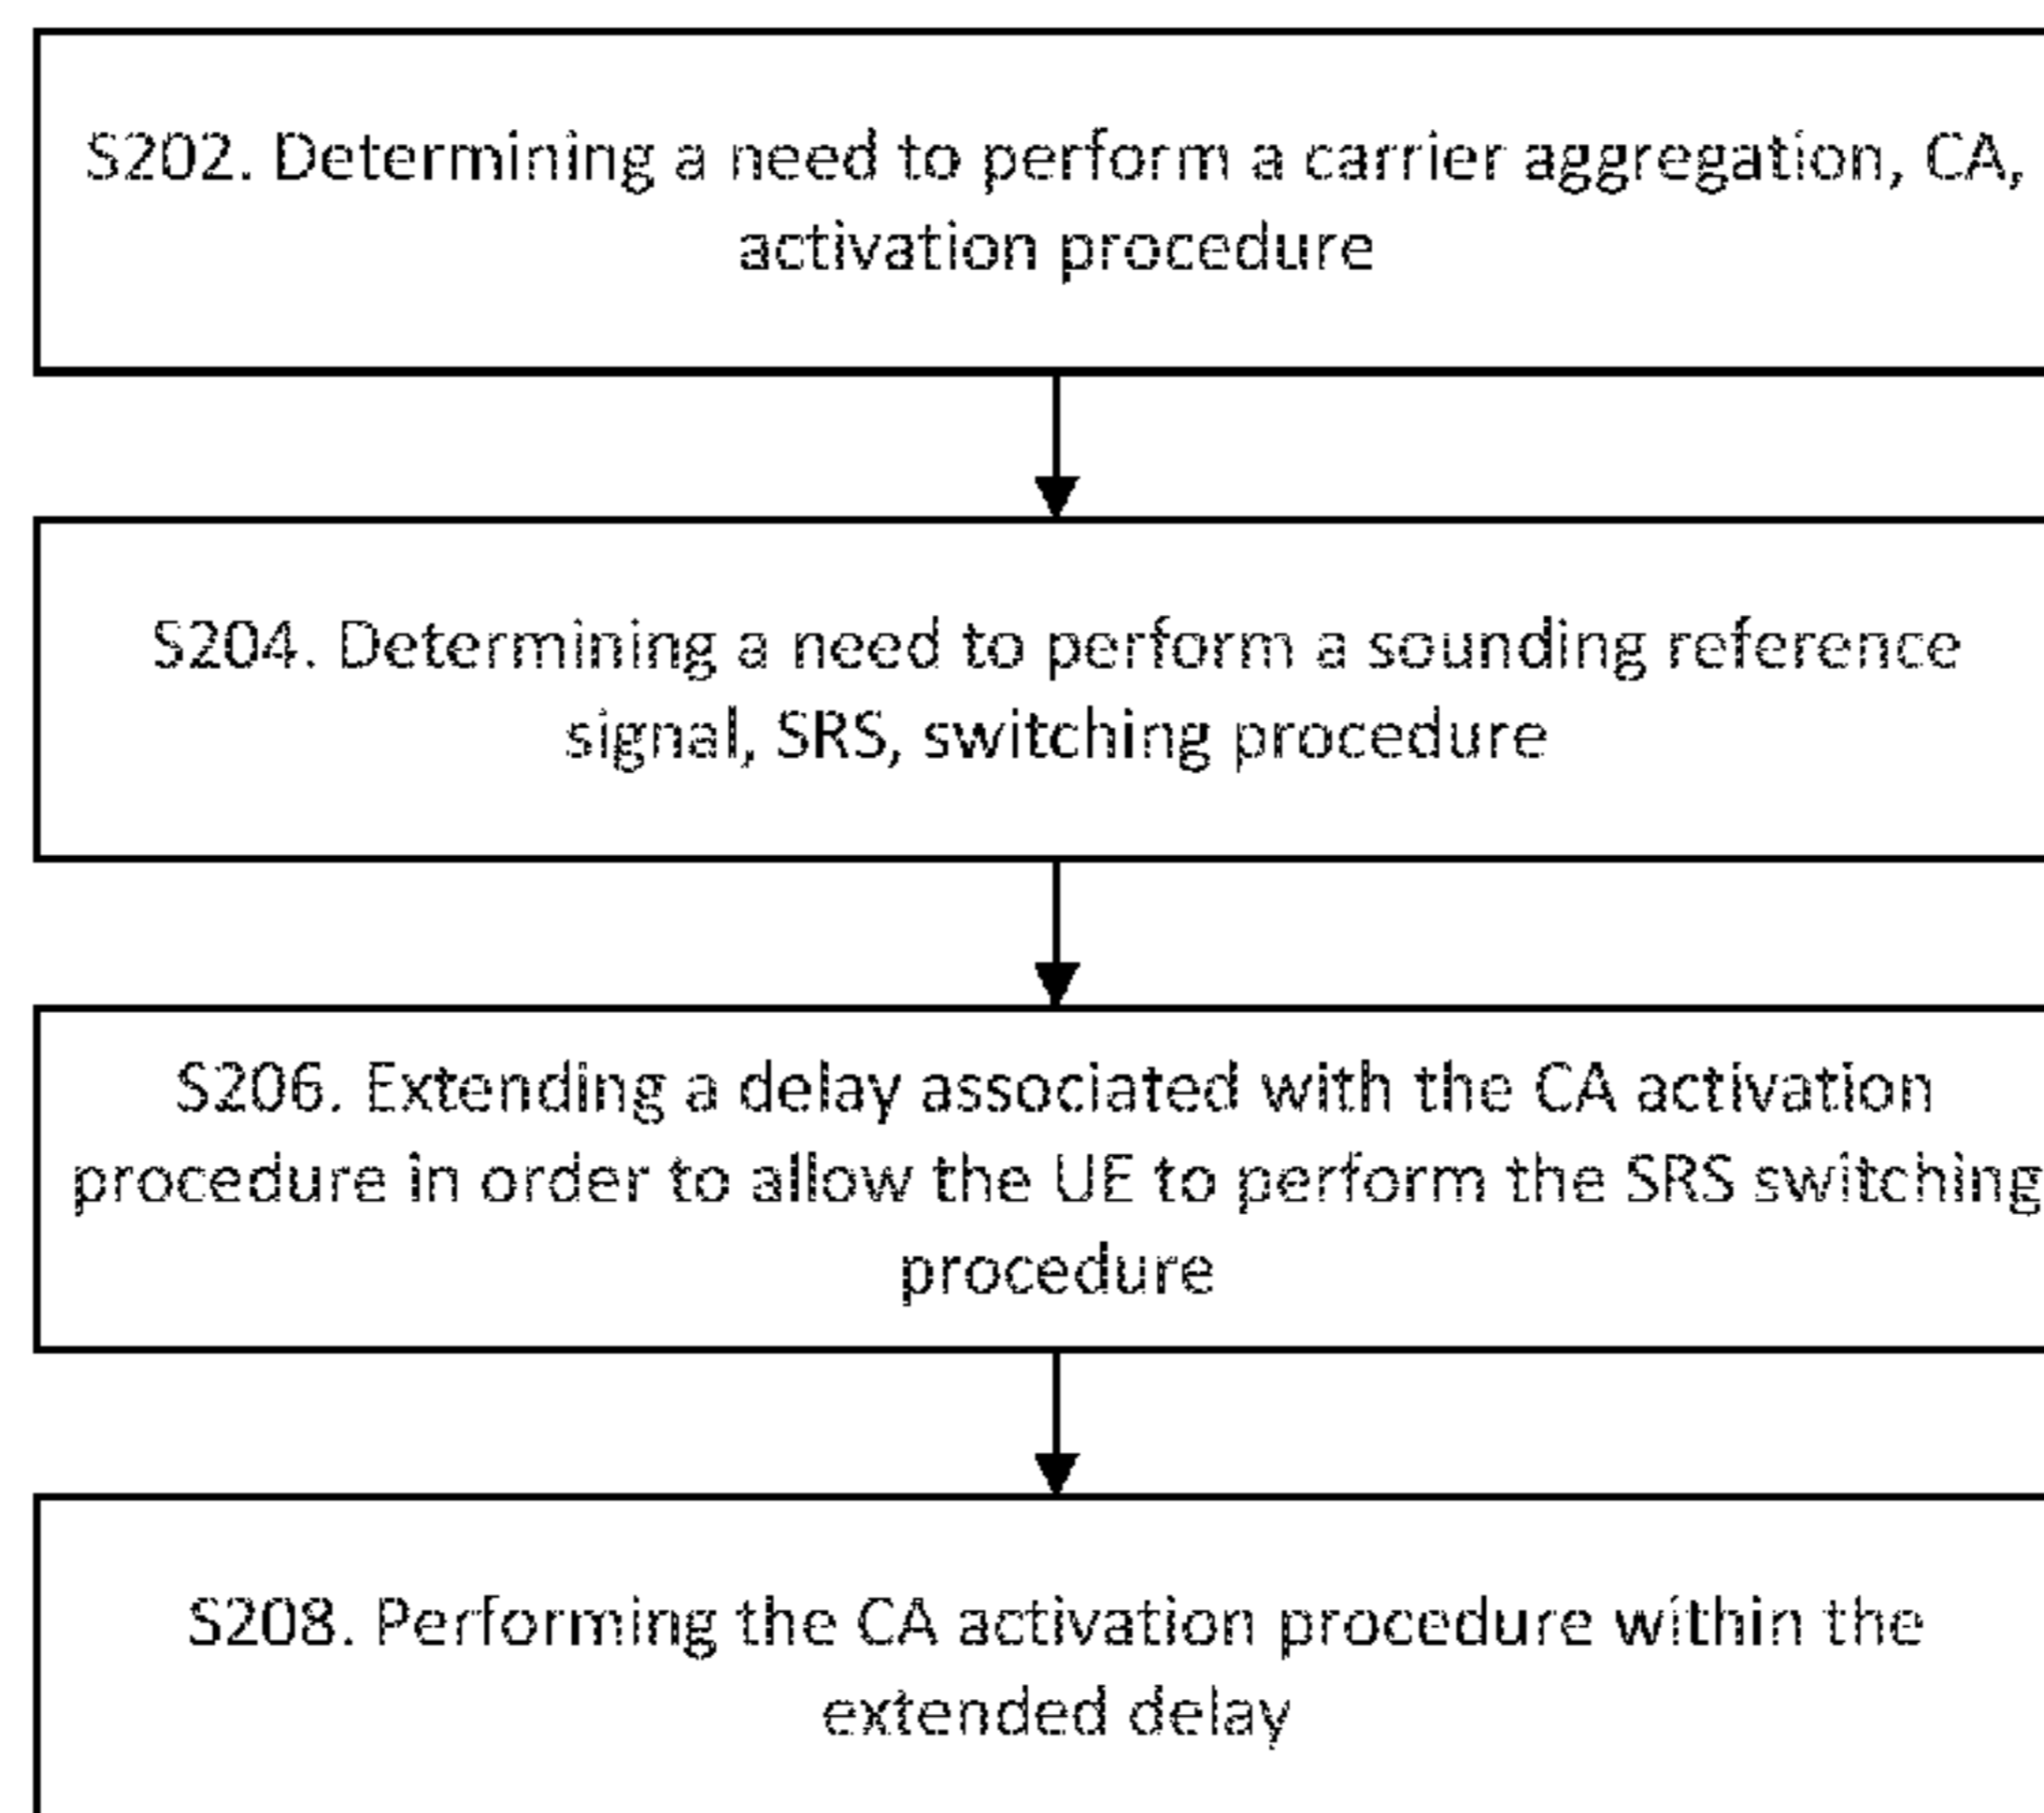 S202. Determining a need to perform a carrier aggregation, CA,
activation procedure
S204. Determining a need to perform a sounding reference
signal, SRS, switching procedure
S206. Extending a delay associated with the CA activation
procedure in order to allow the UE to perform the SRS switching
procedure
S208. Performing the CA activation procedure within the
extended delay